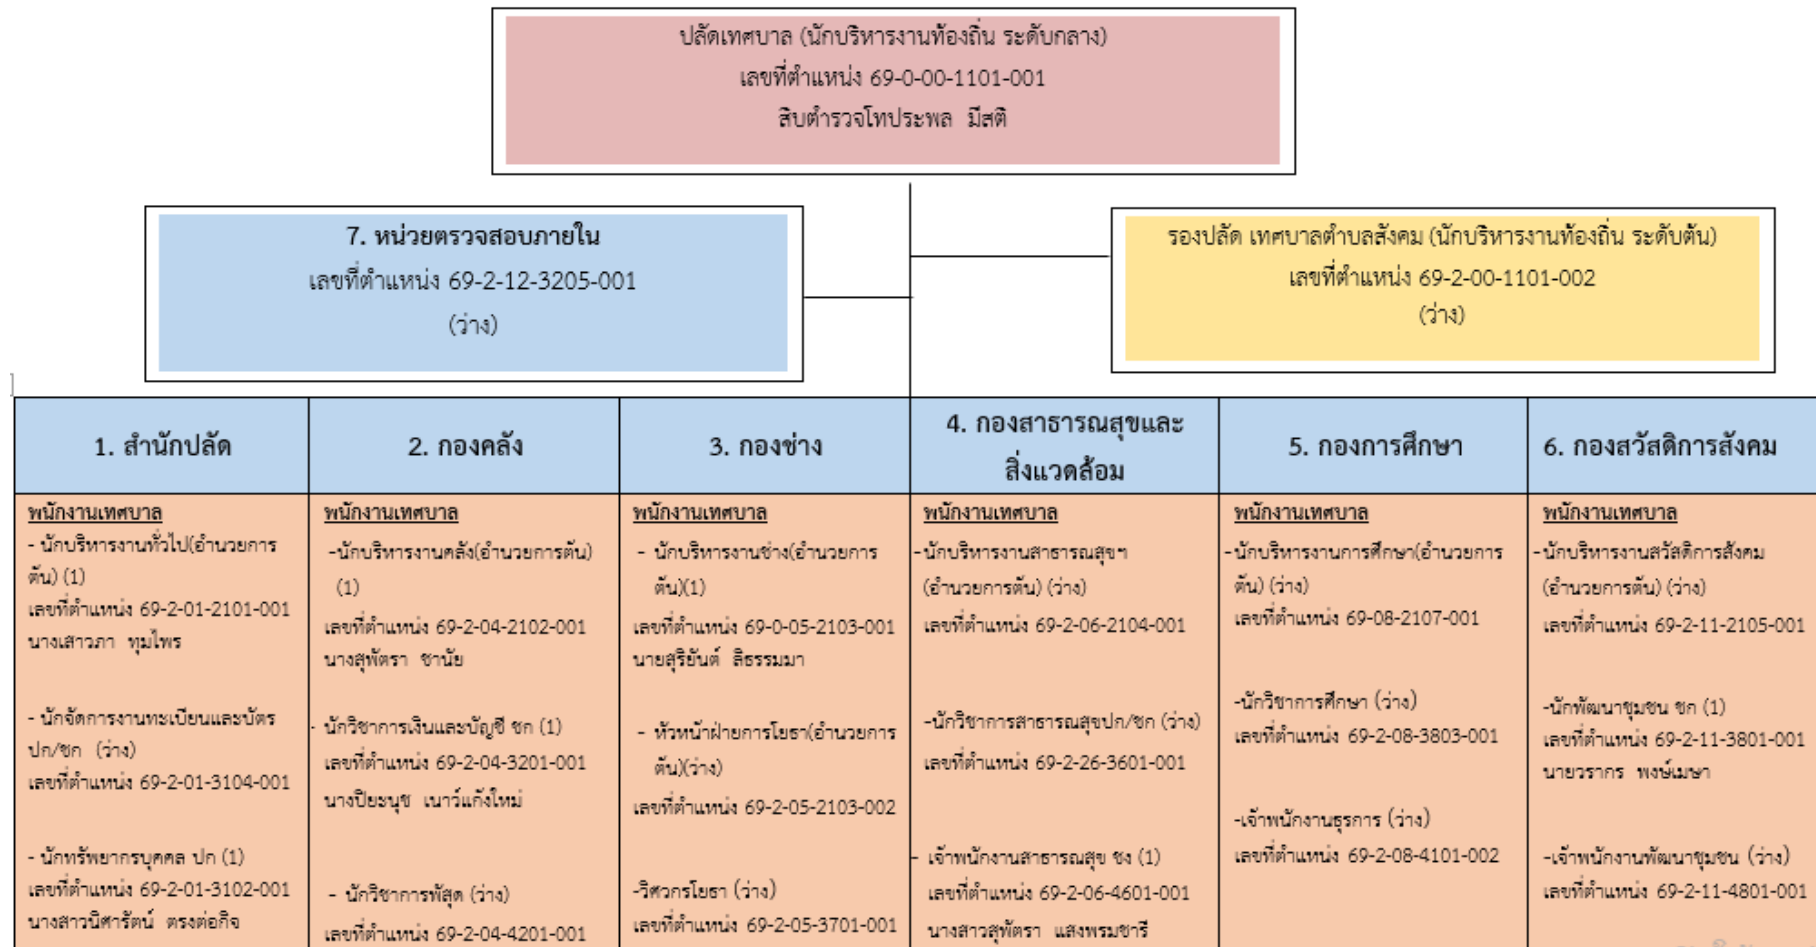 ปลัดเทศบาล (นักบริหารงานท้องถิ่น ระดับกลาง)
เลขที่ตำแหน่ง 69-0-00-1101-001
สิบตำรวจโทประพล มีสติ
7. หน่วยตรวจสอบภายใน
เลขที่ตำแหน่ง 69-2-12-3205-001
(ว่าง)
รองปลัด เทศบาลตำบลสังคม (นักบริหารงานท้องถิ่น ระดับต้น)
เลขที่ตำแหน่ง 69-2-00-1101-002
(ว่าง)
1. สำนักปลัด
พนักงานเทศบาล
- นักบริหารงานทั่วไป(อำนวยการ
ต้น) (1)
เลขที่ตำแหน่ง 69-2-01-2101-001
นางเสาวภา ทุมไพร
- นักจัดการงานทะเบียนและบัตร
ปก/ชก (ว่าง)
เลขที่ตำแหน่ง 69-2-01-3104-001
- นักทรัพยากรบุคคล ปก (1)
เลขที่ตำแหน่ง 69-2-01-3102-001
นางสาวนิศารัตน์ ตรงต่อกิจ
2. กองคลัง
พนักงานเทศบาล
-นักบริหารงานคลัง(อำนวยการต้น)
(1)
เลขที่ตำแหน่ง 69-2-04-2102-001
นางสุพัตรา ชานัย
- นักวิชาการเงินและบัญชี ชก (1)
เลขที่ตำแหน่ง 69-2-04-3201-001
นางปิยะนุช เนาว์แก้งใหม่
- นักวิชาการพัสุด (ว่าง)
เลขที่ตำแหน่ง 69-2-04-4201-001
3. กองช่าง
พนักงานเทศบาล
- นักบริหารงานช่าง(อำนวยการ
ต้น)(1)
เลขที่ตำแหน่ง 69-0-05-2103-001
นายสุริยันต์ ลิธรรมมา
- หัวหน้าฝ่ายการโยธา(อำนวยการ
ต้น)(ว่าง)
เลขที่ตำแหน่ง 69-2-05-2103-002
-วิศวกรโยธา (ว่าง)
เลขที่ตำแหน่ง 69-2-05-3701-001
4. กองสาธารณสุขและ
สิ่งแวดล้อม
พนักงานเทศบาล
-นักบริหารงานสาธารณสุขฯ
(อำนวยการต้น) (ว่าง)
เลขที่ตำแหน่ง 69-2-06-2104-001
-นักวิชาการสาธารณสุขปก/ชก (ว่าง)
เลขที่ตำแหน่ง 69-2-26-3601-001
- เจ้าพนักงานสาธารณสุข ชง (1)
เลขที่ตำแหน่ง 69-2-06-4601-001
นางสาวสุพัตรา แสงพรมชารี
5. กองการศึกษา
พนักงานเทศบาล
-นักบริหารงานการศึกษา(อำนวยการ
ต้น) (ว่าง)
เลขที่ตำแหน่ง 69-08-2107-001
-นักวิชาการศึกษา (ว่าง)
เลขที่ตำแหน่ง 69-2-08-3803-001
-เจ้าพนักงานธุรการ (ว่าง)
เลขที่ตำแหน่ง 69-2-08-4101-002
6. กองสวัสดิการสังคม
พนักงานเทศบาล
-นักบริหารงานสวัสดิการสังคม
(อำนวยการต้น) (ว่าง)
เลขที่ตำแหน่ง 69-2-11-2105-001
-นักพัฒนาชุมชน ชก (1)
เลขที่ตำแหน่ง 69-2-11-3801-001
นายวรากร พงษ์เมษา
-เจ้าพนักงานพัฒนาชุมชน (ว่าง)
เลขที่ตำแหน่ง 69-2-11-4801-001